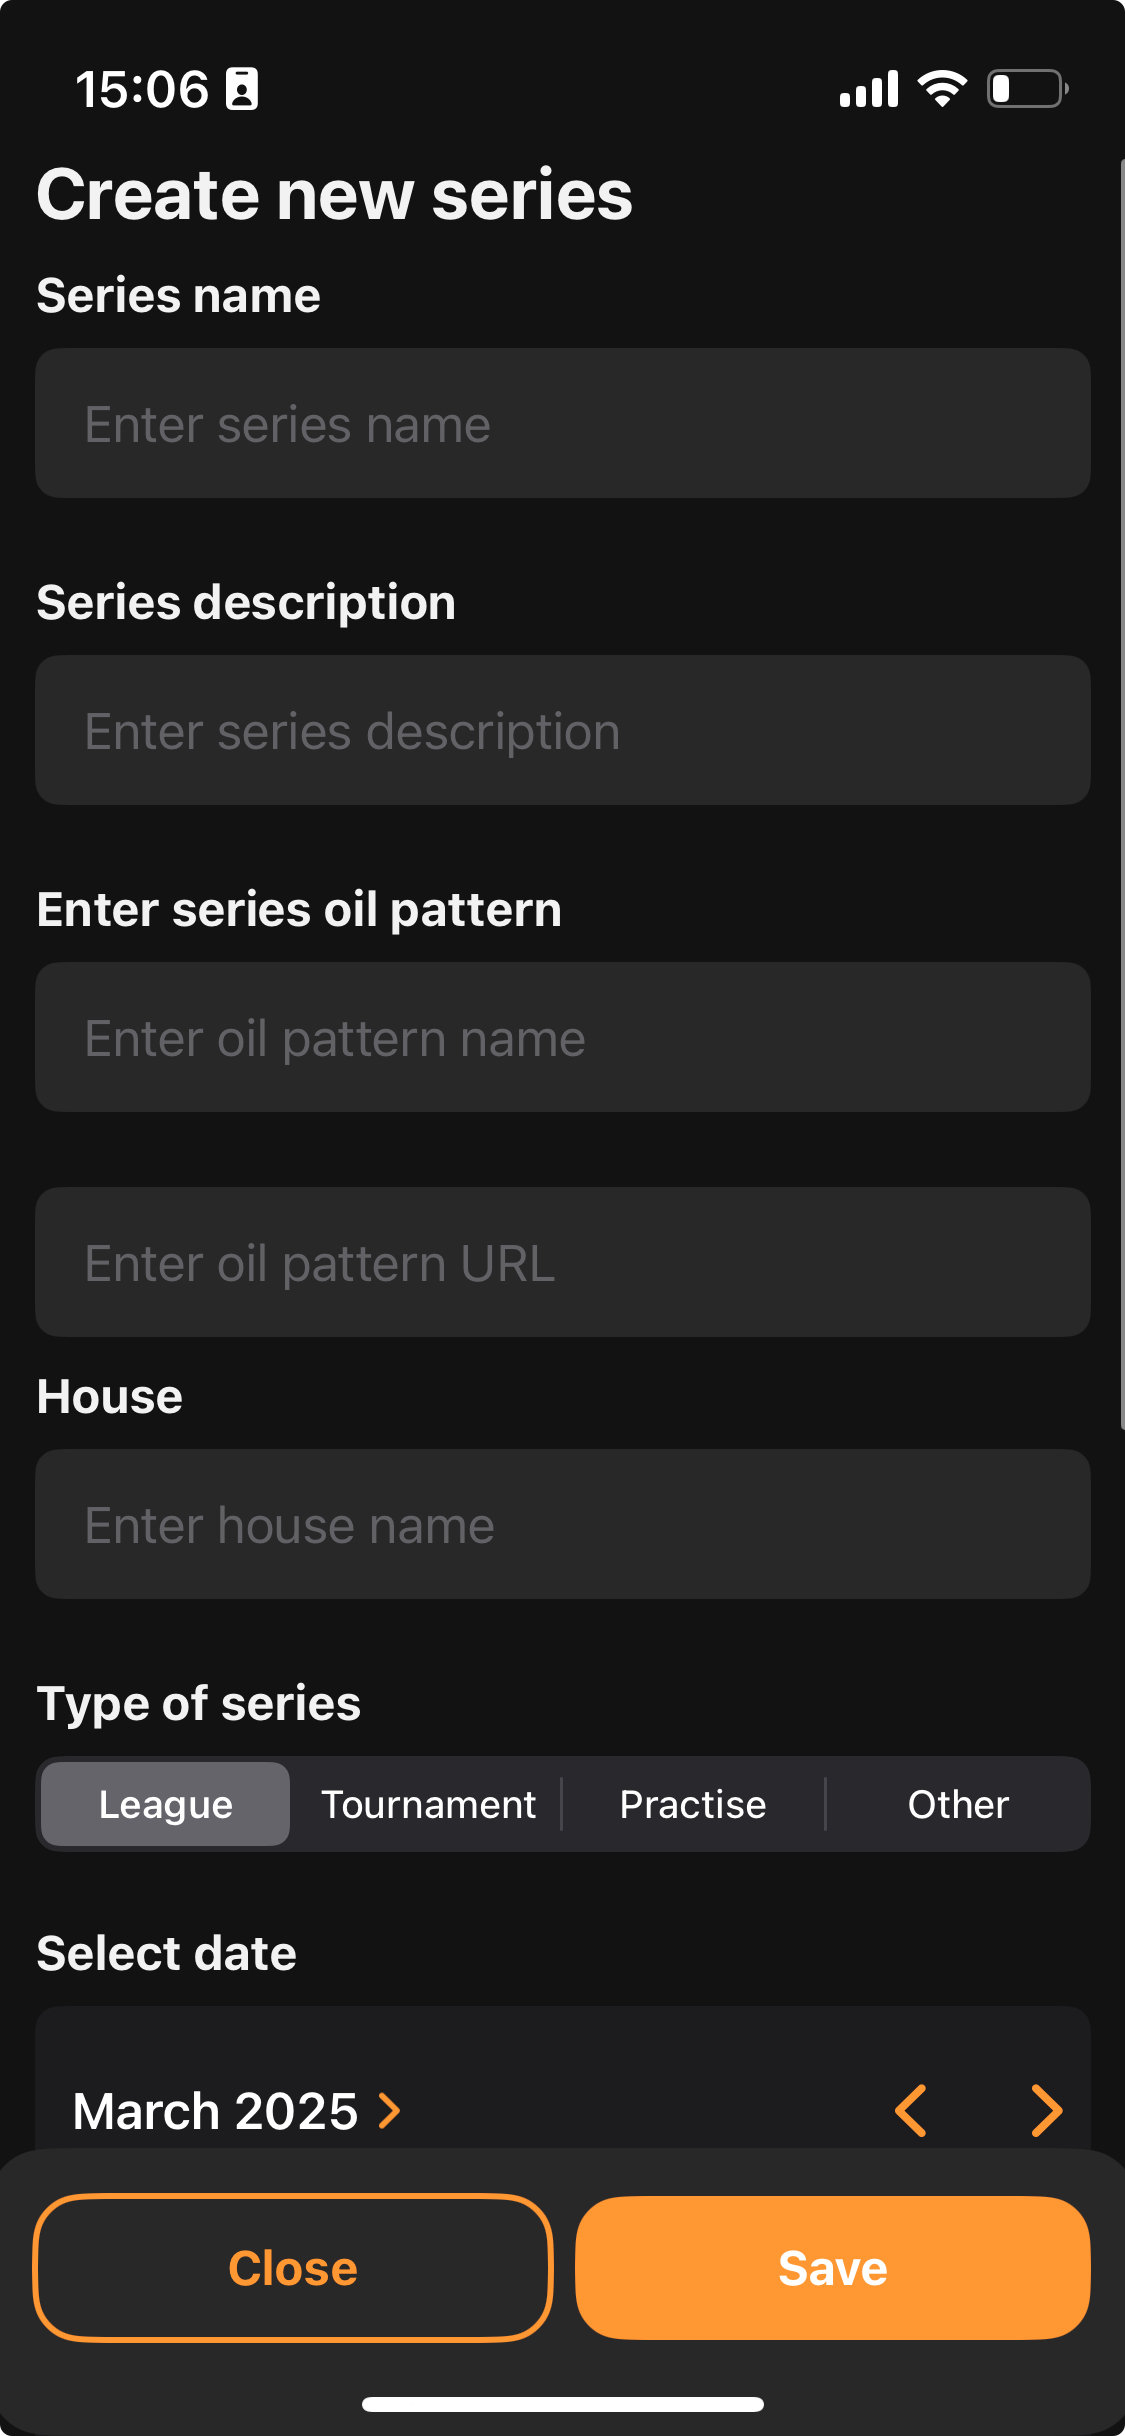 15:06
Create new series
Series name
Enter series name
Series description
Enter series description
Enter series oil pattern
Enter oil pattern name
Enter oil pattern URL
House
Enter house name
Type of series
League Tournament Practise Other
Select date
March 2025
Close Save